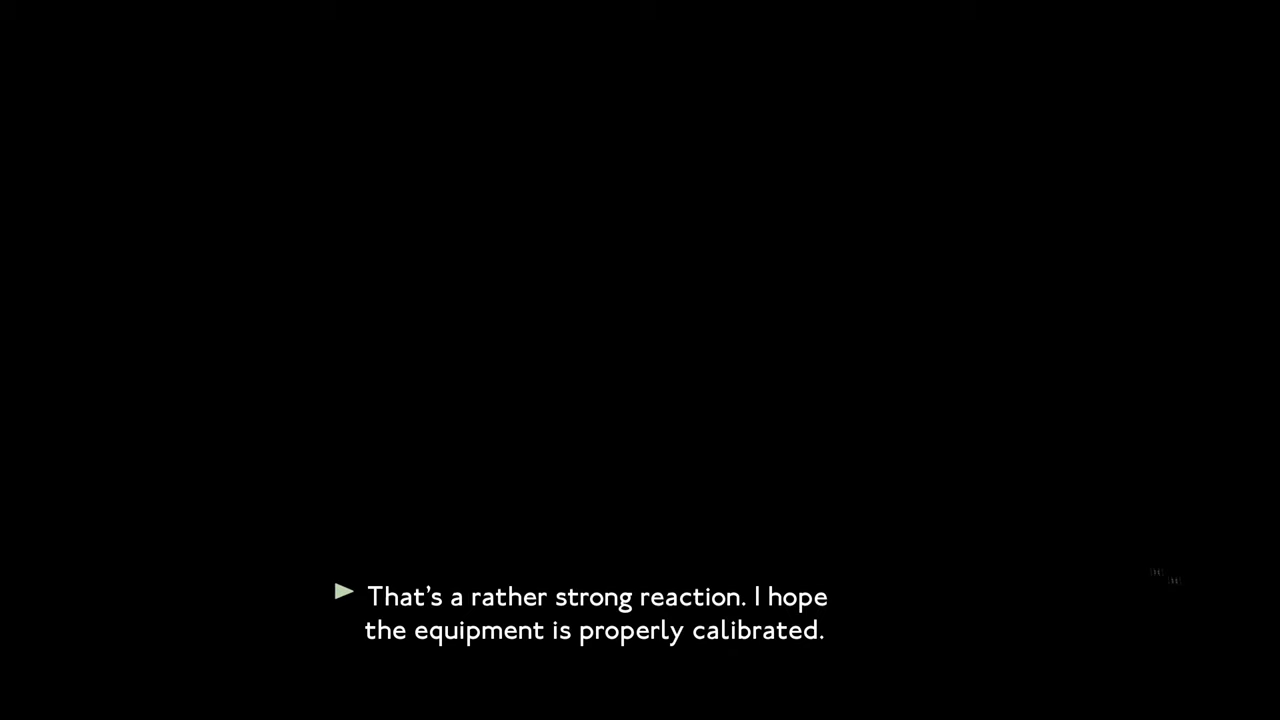 That's a rather strong reaction. I hope
the equipment is properly calibrated.